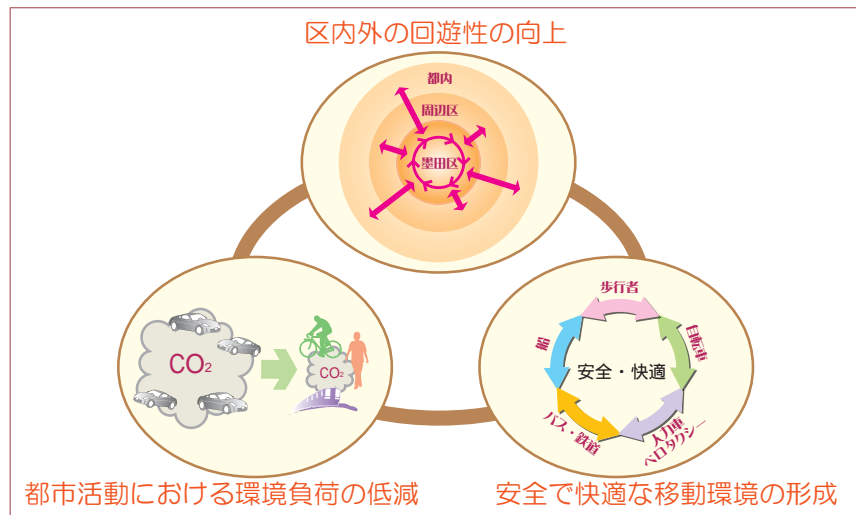 区内外の回遊性の向上
都内
周辺区
墨田区
CO₂
CO₂
歩行者
自転車
人力車
ベロタクシー
バス・鉄道
船
安全・快適
都市活動における環境負荷の低減
安全で快適な移動環境の形成